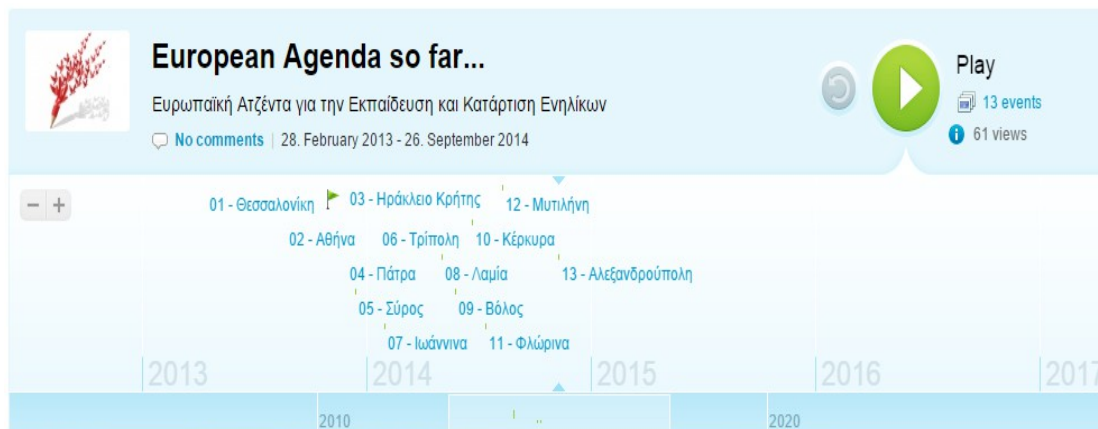 European Agenda so far...
Ευρωπαϊκή Ατζέντα για την Εκπαίδευση και Κατάρτιση Ενηλίκων
No comments | 28. February 2013 - 26. September 2014
Play
13 events
61 views
01 - Θεσσαλονίκη
03 - Ηράκλειο Κρήτης
12 - Μυτιλήνη
02 - Αθήνα
06 - Τρίπολη
10 - Κέρκυρα
04 - Πάτρα
08 - Λαμία
13 - Αλεξανδρούπολη
05 - Σύρος
09 - Βόλος
07 - Ιωάννινα
11 - Φλώρινα
2013
2014
2015
2016
2017
2010
2020